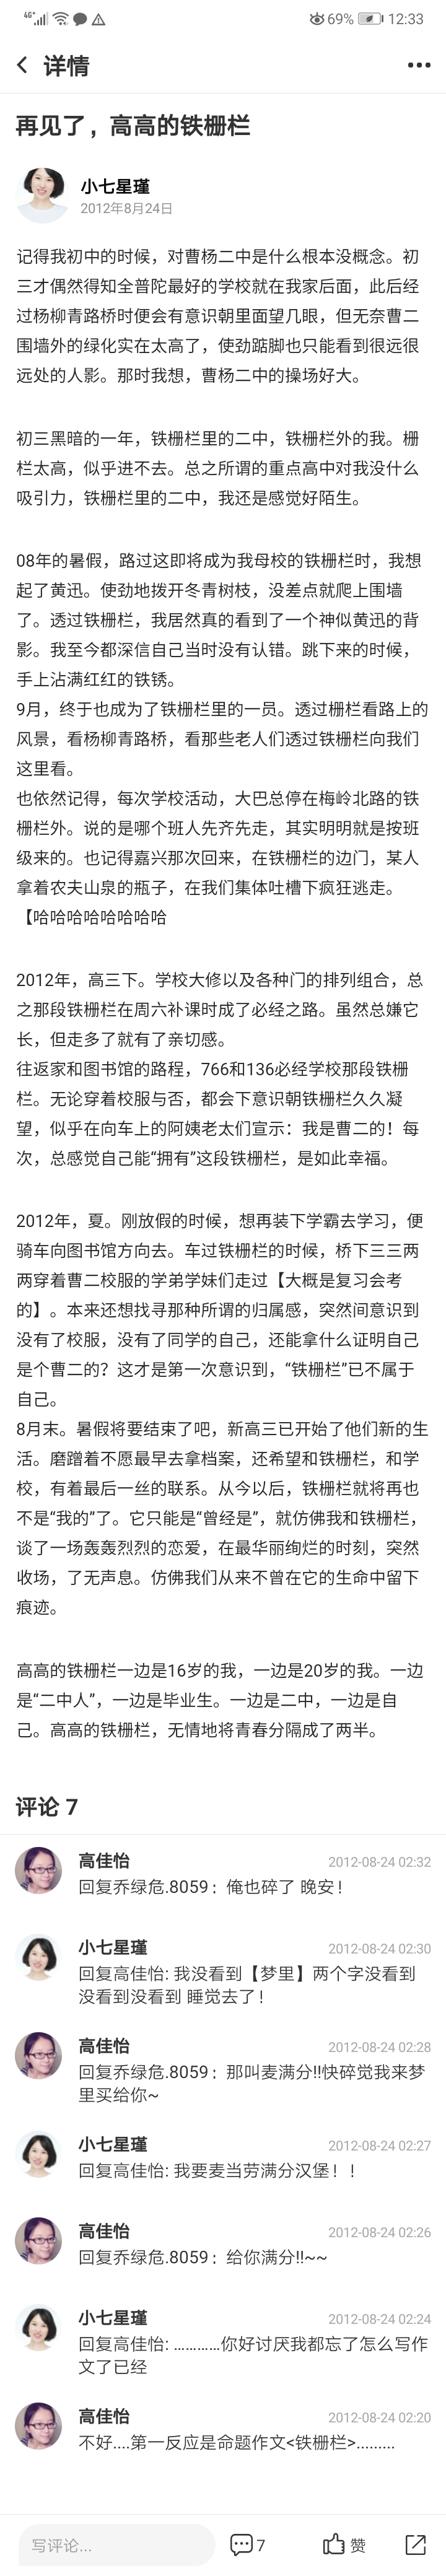 4G+ 69% 12:33
详情
再见了，高高的铁栅栏
小七星瑾
2012年8月24日
记得我初中的时候，对曹杨二中是什么根本没概念。初
三才偶然得知全普陀最好的学校就在我家后面，此后经
过杨柳青路桥时便会有意识朝里面望几眼，但无奈曹二
围墙外的绿化实在太高了，使劲踮脚也只能看到很远很
远处的人影。那时我想，曹杨二中的操场好大。
初三黑暗的一年，铁栅栏里的二中，铁栅栏外的我。栅
栏太高，似乎进不去。总之所谓的重点高中对我没什么
吸引力，铁栅栏里的二中，我还是感觉好陌生。
08年的暑假，路过这即将成为我母校的铁栅栏时，我想
起了黄迅。使劲地拨开冬青树枝，没差点就爬上围墙
了。透过铁栅栏，我居然真的看到了一个神似黄迅的背
影。我至今都深信自己当时没有认错。跳下来的时候，
手上沾满红红的铁锈。
9月，终于也成为了铁栅栏里的一员。透过栅栏看路上的
风景，看杨柳青路桥，看那些老人们透过铁栅栏向我们
这里看。
也依然记得，每次学校活动，大巴总停在梅岭北路的铁
栅栏外。说的是哪个班人先齐先走，其实明明就是按班
级来的。也记得嘉兴那次回来，在铁栅栏的边门，某人
拿着农夫山泉的瓶子，在我们集体吐槽下疯狂逃走。
【哈哈哈哈哈哈哈哈
2012年，高三下。学校大修以及各种门的排列组合，总
之那段铁栅栏在周六补课时成了必经之路。虽然总嫌它
长，但走多了就有了亲切感。
往返家和图书馆的路程，766和136必经学校那段铁栅
栏。无论穿着校服与否，都会下意识朝铁栅栏久久凝
望，似乎在向车上的阿姨老太们宣示：我是曹二的！每
次，总感觉自己能“拥有”这段铁栅栏，是如此幸福。
2012年，夏。刚放假的时候，想再装下学霸去学习，便
骑车向图书馆方向去。车过铁栅栏的时候，桥下三三两
两穿着曹二校服的学弟学妹们走过【大概是复习会考
的】。本来还想找寻那种所谓的归属感，突然间意识到
没有了校服，没有了同学的自己，还能拿什么证明自己
是个曹二的？这才是第一次意识到，“铁栅栏”已不属于
自己。
8月末。暑假将要结束了吧，新高三已开始了他们新的生
活。磨蹭着不愿最早去拿档案，还希望和铁栅栏，和学
校，有着最后一丝的联系。从今以后，铁栅栏就将再也
不是“我的”了。它只能是“曾经是”，就仿佛我和铁栅栏，
谈了一场轰轰烈烈的恋爱，在最华丽绚烂的时刻，突然
收场，了无声息。仿佛我们从来不曾在它的生命中留下
痕迹。
高高的铁栅栏一边是16岁的我，一边是20岁的我。一边
是“二中人”，一边是毕业生。一边是二中，一边是自
己。高高的铁栅栏，无情地将青春分隔成了两半。
评论 7
高佳怡 2012-08-24 02:32
回复乔绿危.8059： 俺也碎了 晚安！
小七星瑾 2012-08-24 02:30
回复高佳怡: 我没看到【梦里】两个字没看到
没看到没看到 睡觉去了！
高佳怡 2012-08-24 02:28
回复乔绿危.8059： 那叫麦满分!!快碎觉我来梦
里买给你~
小七星瑾 2012-08-24 02:27
回复高佳怡: 我要麦当劳满分汉堡！！
高佳怡 2012-08-24 02:26
回复乔绿危.8059： 给你满分!!~~
小七星瑾 2012-08-24 02:24
回复高佳怡: …………你好讨厌我都忘了怎么写作
文了已经
高佳怡 2012-08-24 02:20
不好....第一反应是命题作文<铁栅栏>.........
写评论... 7 赞